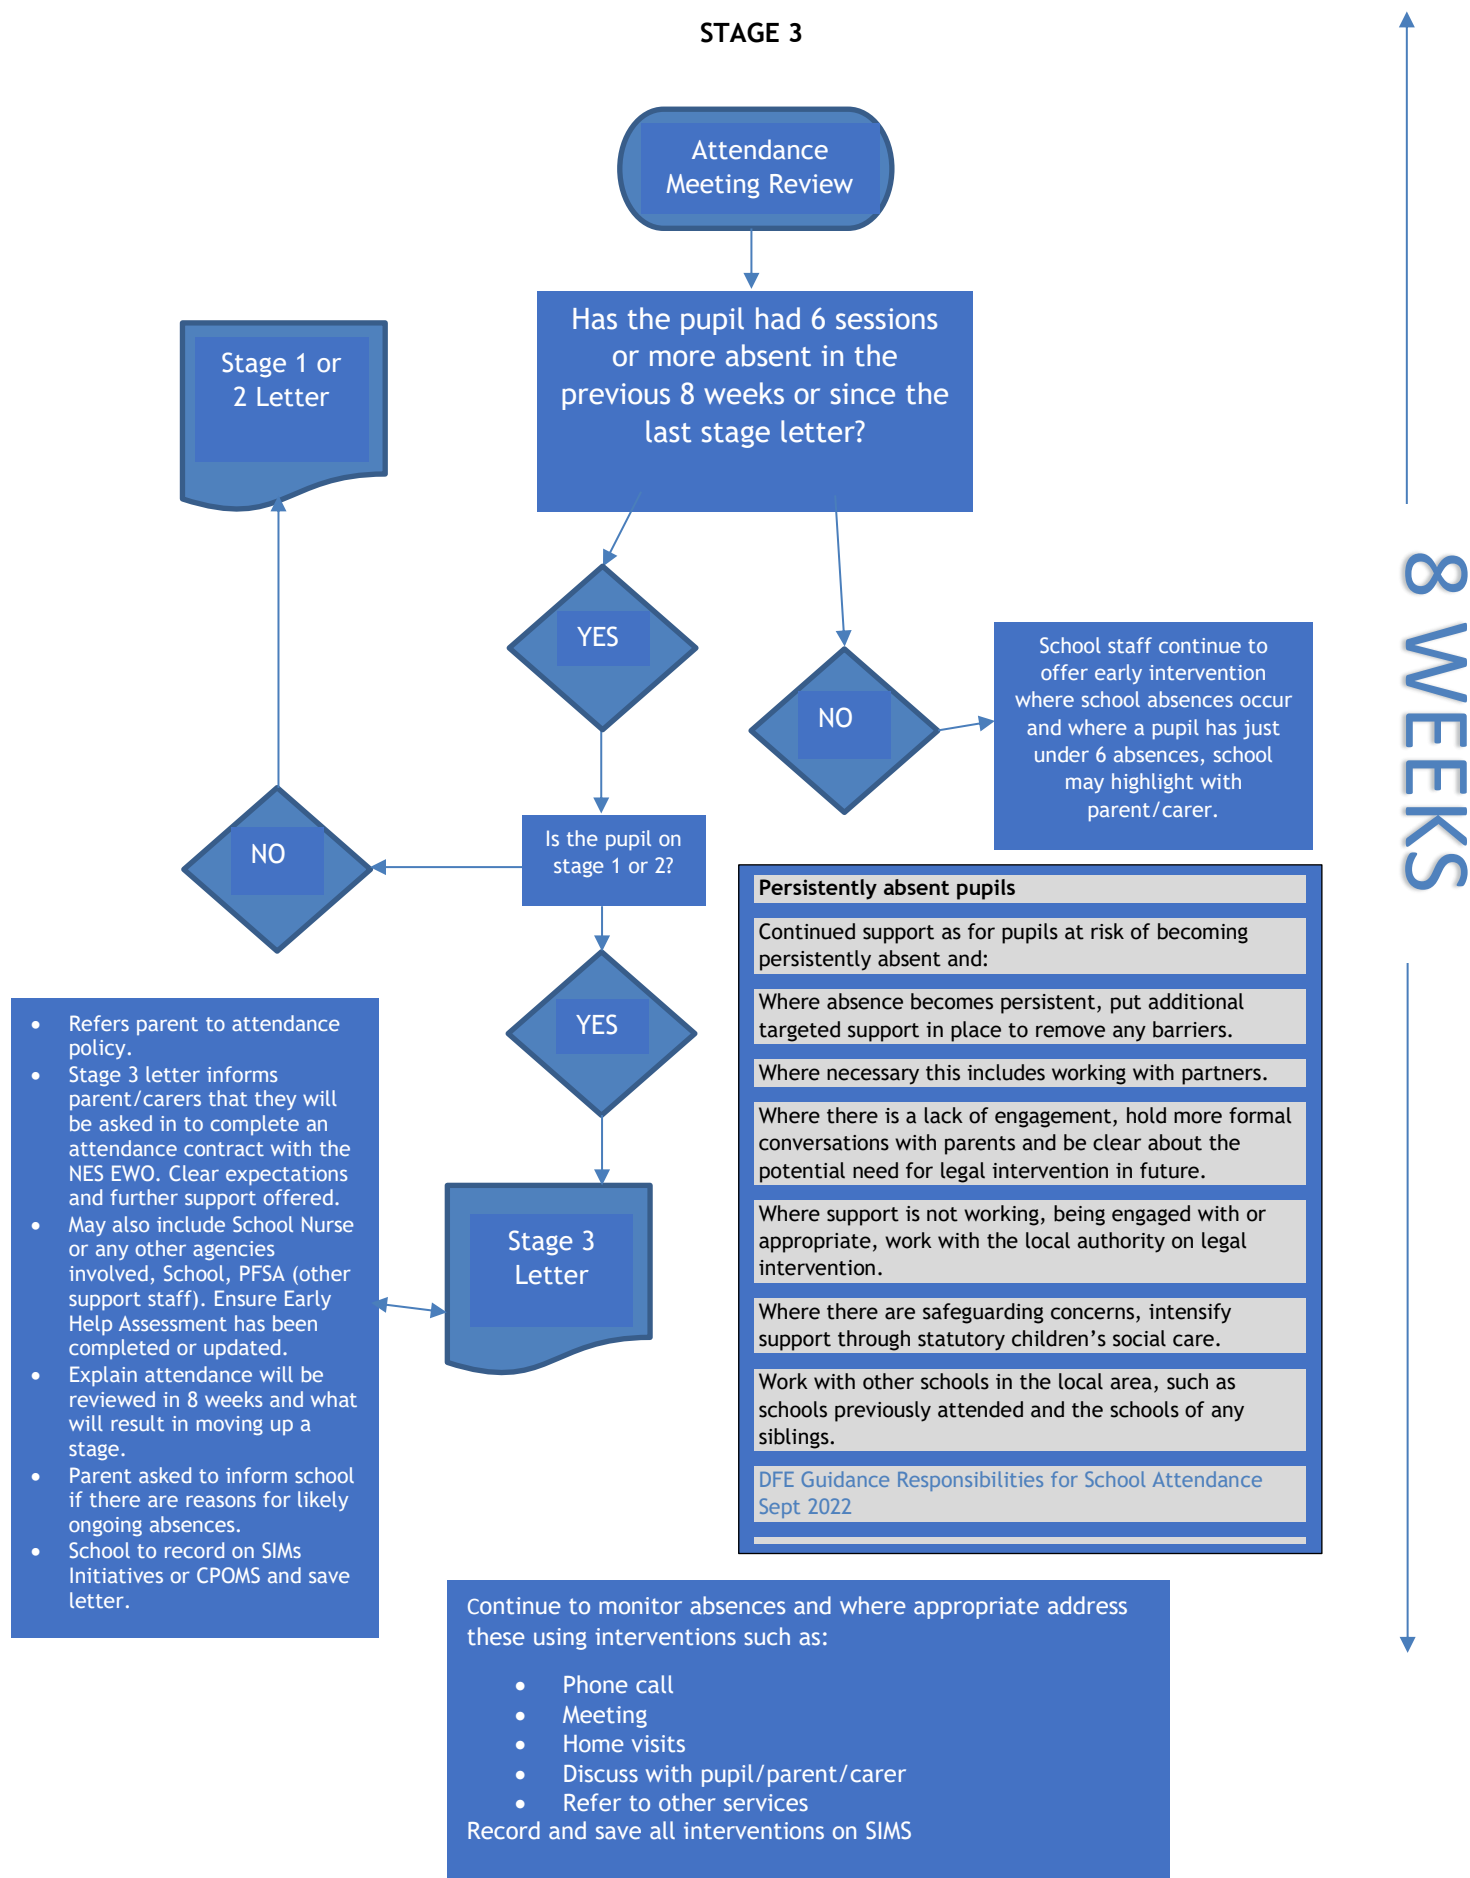 STAGE 3
Attendance
Meeting Review
Has the pupil had 6 sessions
or more absent in the
previous 8 weeks or since the
last stage letter?
Stage 1 or
2 Letter
YES
NO
School staff continue to
offer early intervention
where school absences occur
and where a pupil has just
under 6 absences, school
may highlight with
parent/carer.
8 WEEKS
Is the pupil on
stage 1 or 2?
NO
YES
Stage 3
Letter
• Refers parent to attendance
policy.
• Stage 3 letter informs
parent/carers that they will
be asked in to complete an
attendance contract with the
NES EWO. Clear expectations
and further support offered.
• May also include School Nurse
or any other agencies
involved, School, PFSA (other
support staff). Ensure Early
Help Assessment has been
completed or updated.
• Explain attendance will be
reviewed in 8 weeks and what
will result in moving up a
stage.
• Parent asked to inform school
if there are reasons for likely
ongoing absences.
• School to record on SIMs
Initiatives or CPOMS and save
letter.
Persistently absent pupils
Continued support as for pupils at risk of becoming
persistently absent and:
Where absence becomes persistent, put additional
targeted support in place to remove any barriers.
Where necessary this includes working with partners.
Where there is a lack of engagement, hold more formal
conversations with parents and be clear about the
potential need for legal intervention in future.
Where support is not working, being engaged with or
appropriate, work with the local authority on legal
intervention.
Where there are safeguarding concerns, intensify
support through statutory children’s social care.
Work with other schools in the local area, such as
schools previously attended and the schools of any
siblings.
DFE Guidance Responsibilities for School Attendance
Sept 2022
Continue to monitor absences and where appropriate address
these using interventions such as:
• Phone call
• Meeting
• Home visits
• Discuss with pupil/parent/carer
• Refer to other services
Record and save all interventions on SIMS